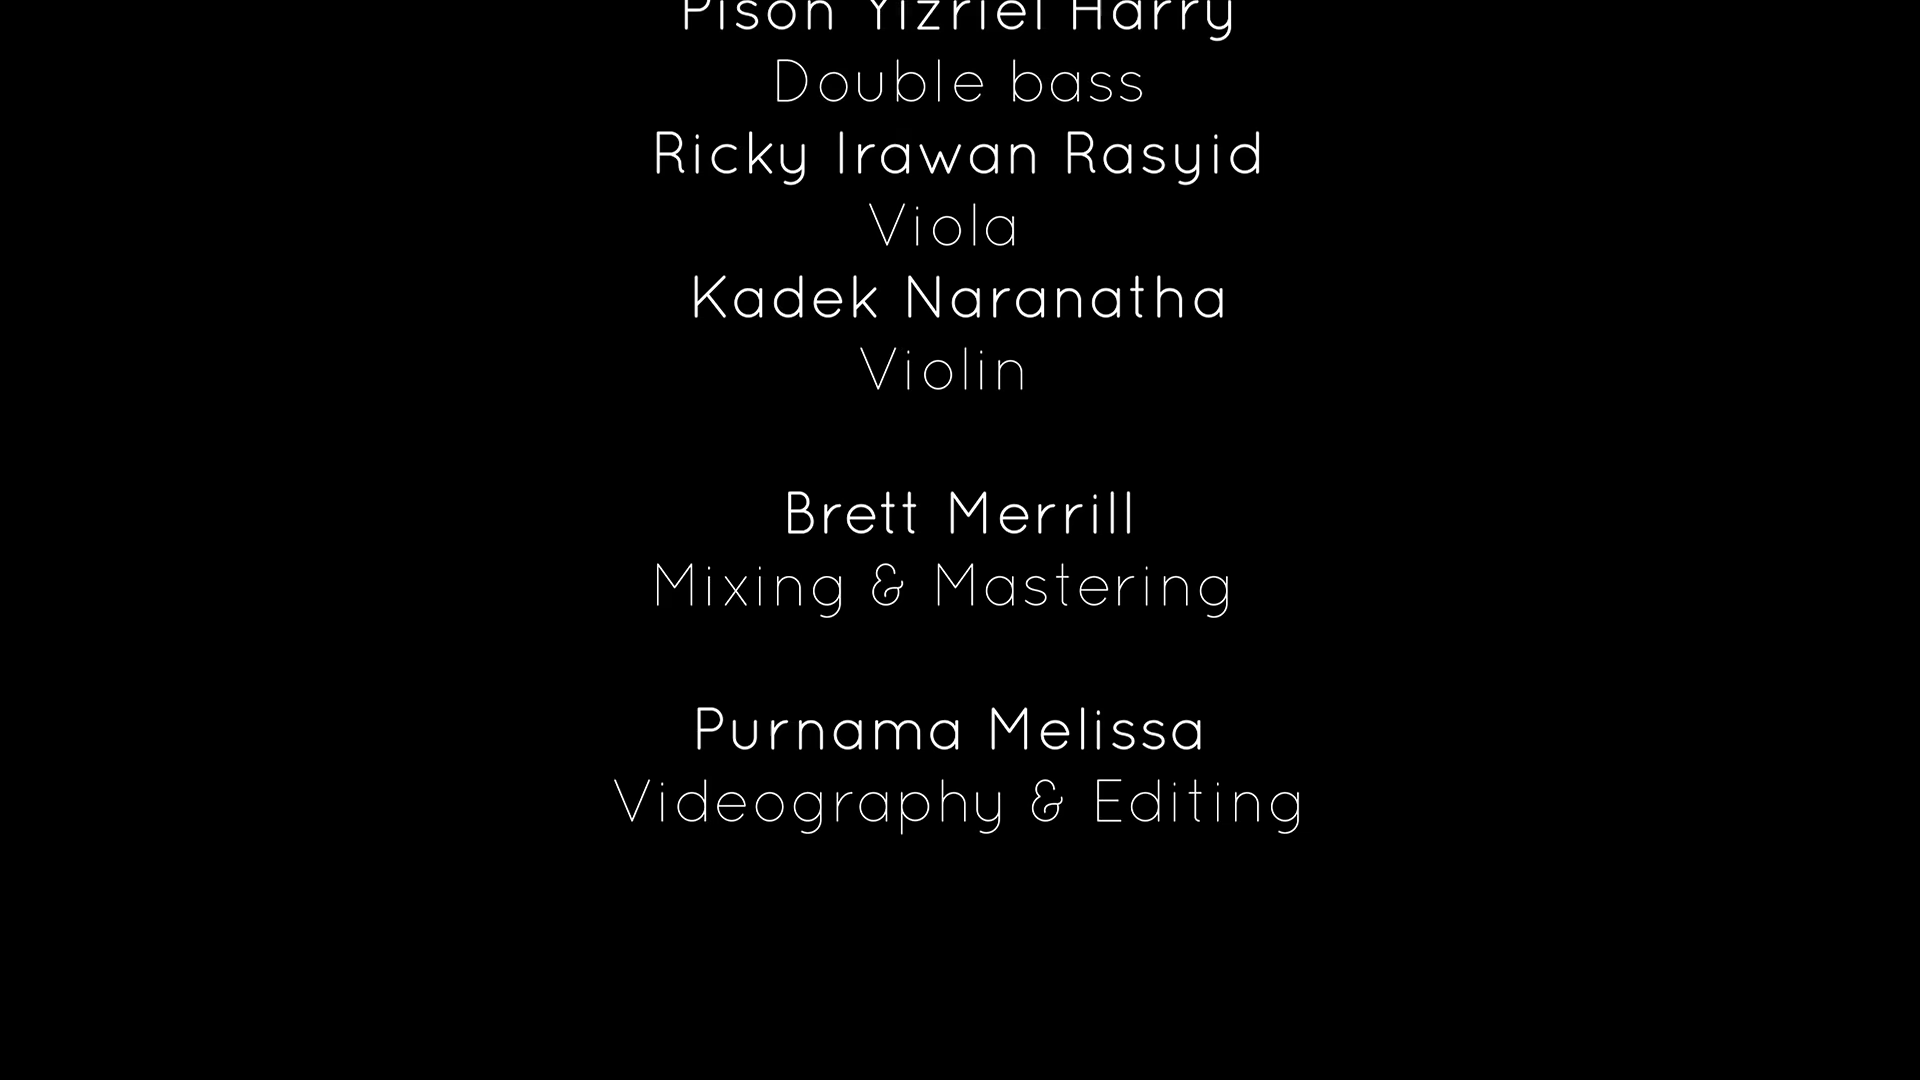 Pison Yizriel Harry
Double bass
Ricky Irawan Rasyid
Viola
Kadek Naranatha
Violin
Brett Merrill
Mixing & Mastering
Purnama Melissa
Videography & Editing